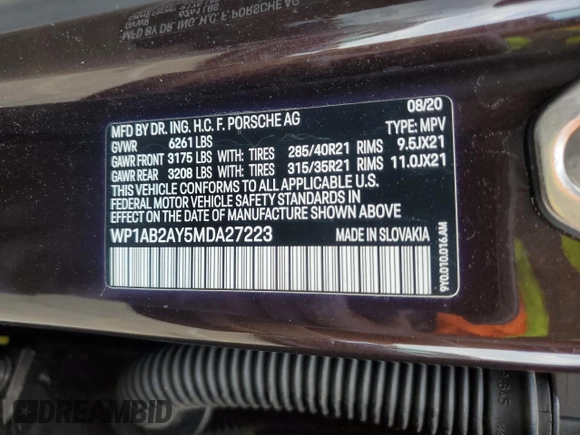 08/20
MFD BY DR. ING. H.C. F. PORSCHE AG TYPE: MPV
GVWR 6261 LBS
GAWR FRONT 3175 LBS WITH: TIRES 285/40R21 RIMS 9.5JX21
GAWR REAR 3208 LBS WITH: TIRES 315/35R21 RIMS 11.0JX21
THIS VEHICLE CONFORMS TO ALL APPLICABLE U.S.
FEDERAL MOTOR VEHICLE SAFETY STANDARDS IN
EFFECT ON THE DATE OF MANUFACTURE SHOWN ABOVE
WP1AB2AY5MDA27223 MADE IN SLOVAKIA
9Y0.010.016.AM
DREAMBID